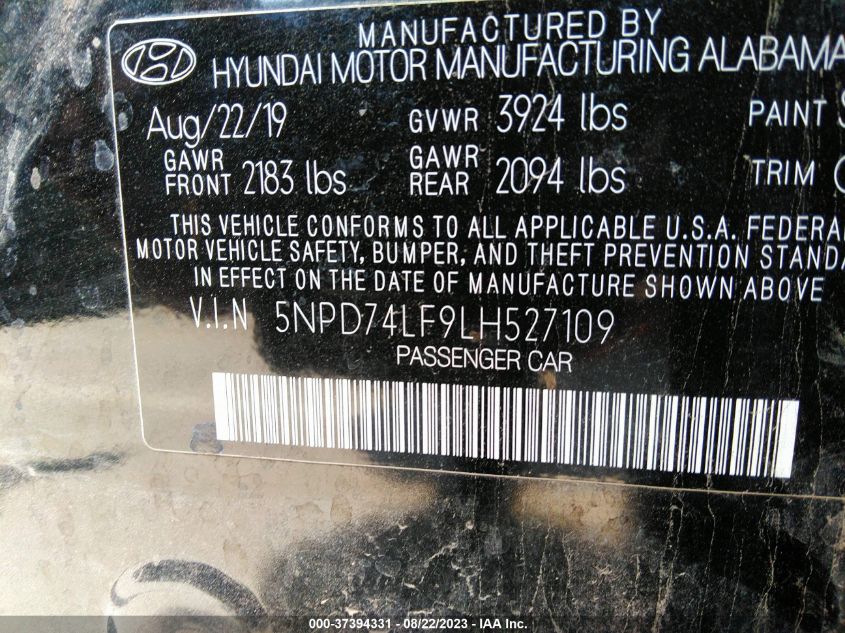 MANUFACTURED BY
HYUNDAI MOTOR MANUFACTURING ALABAMA
Aug/22/19 GVWR 3924 lbs PAINT
GAWR FRONT 2183 lbs GAWR REAR 2094 lbs TRIM
THIS VEHICLE CONFORMS TO ALL APPLICABLE U.S.A. FEDERAL
MOTOR VEHICLE SAFETY, BUMPER, AND THEFT PREVENTION STANDA
IN EFFECT ON THE DATE OF MANUFACTURE SHOWN ABOVE
V.I.N 5NPD74LF9LH527109
PASSENGER CAR
000-37394331 - 08/22/2023 - IAA Inc.